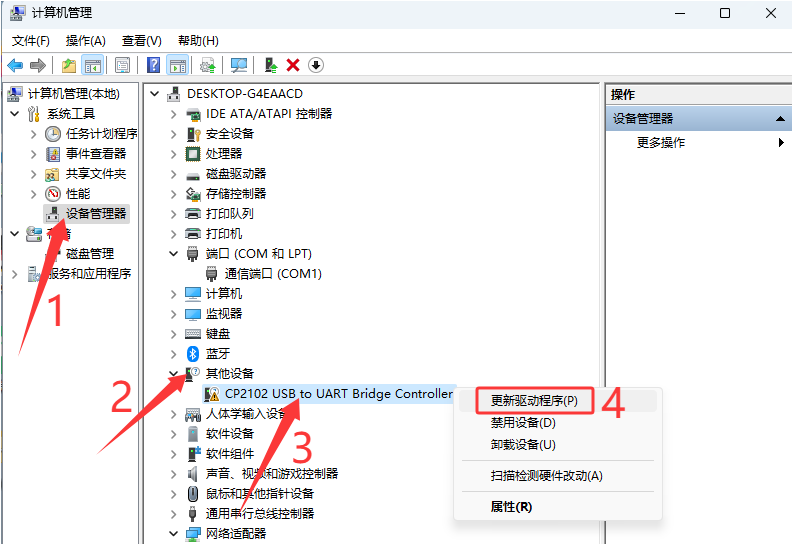 计算机管理
文件(F) 操作(A) 查看(V) 帮助(H)
计算机管理(本地)
系统工具
任务计划程序
事件查看器
共享文件夹
性能
设备管理器
存储
磁盘管理
服务和应用程序
1
DESKTOP-G4EAACD
IDE ATA/ATAPI 控制器
安全设备
处理器
磁盘驱动器
存储控制器
打印队列
打印机
端口 (COM 和 LPT)
通信端口 (COM1)
计算机
监视器
键盘
蓝牙
其他设备
2
CP2102 USB to UART Bridge Controller
3
人体学输入设备
软件设备
软件组件
声音、视频和游戏控制器
鼠标和其他指针设备
通用串行总线控制器
网络适配器
更新驱动程序(P)
4
禁用设备(D)
卸载设备(U)
扫描检测硬件改动(A)
属性(R)
操作
设备管理器
更多操作